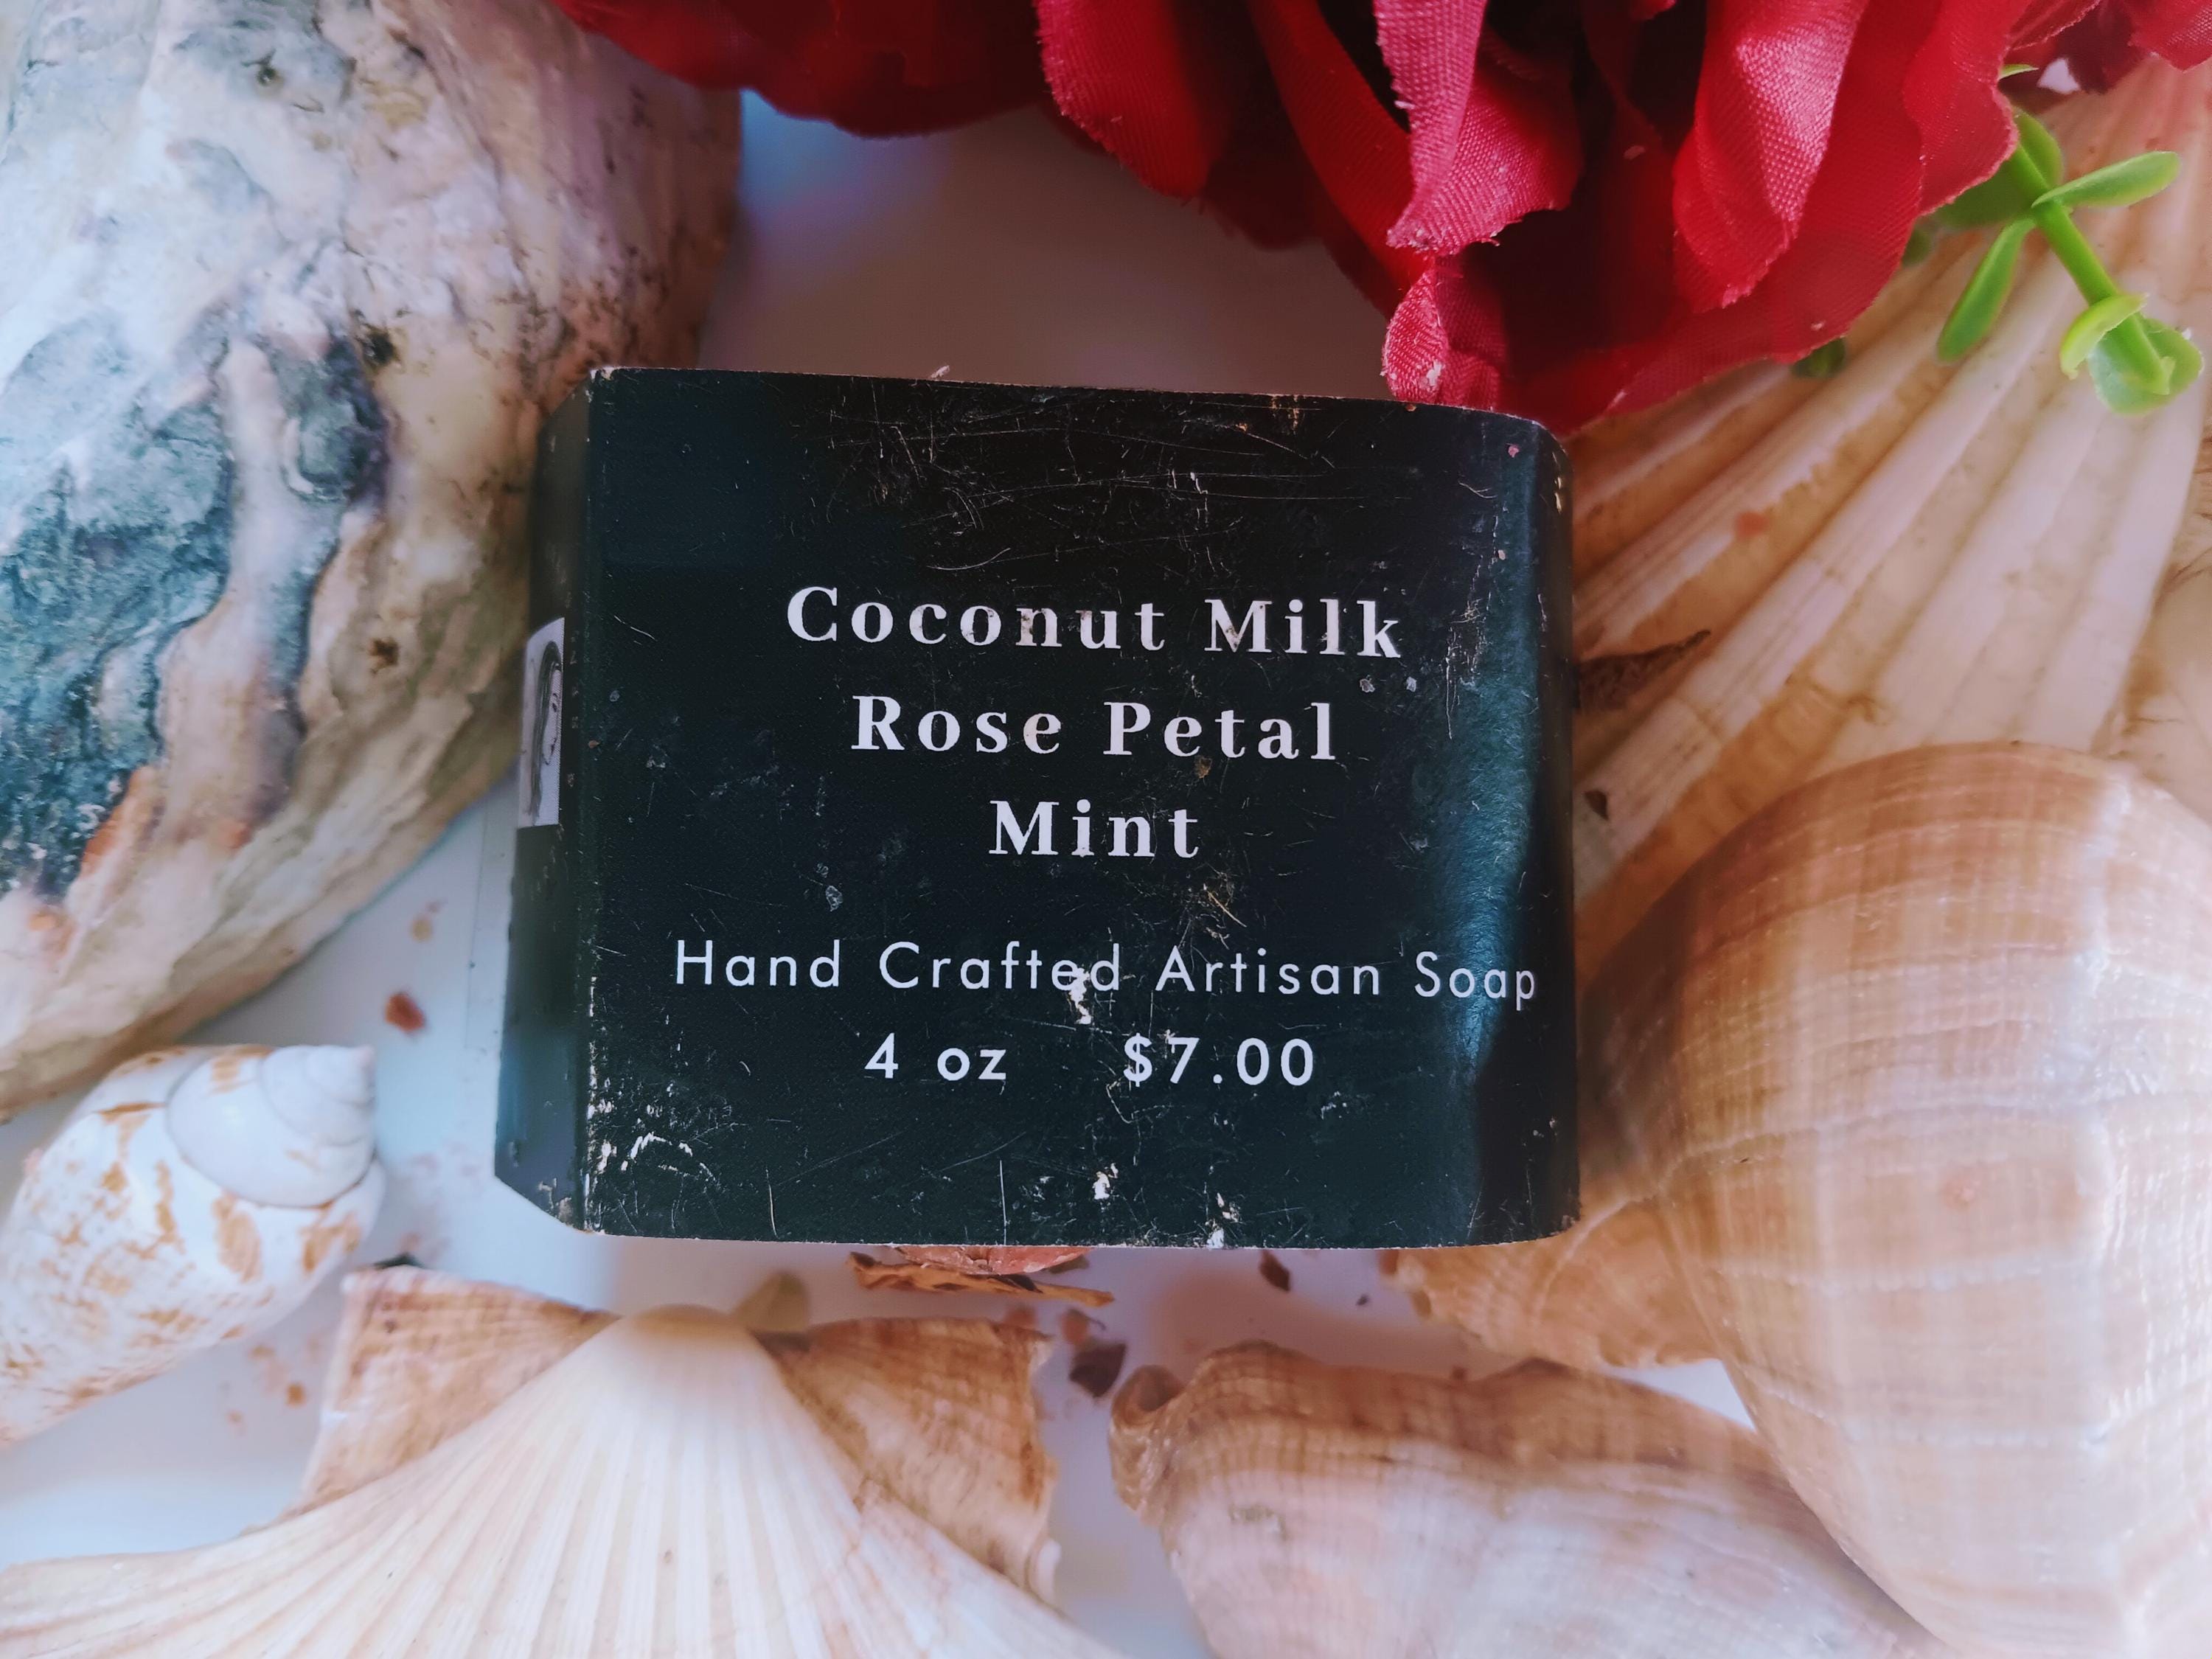 Coconut Milk
Rose Petal
Mint
Hand Crafted Artisan Soap
4 oz $7.00